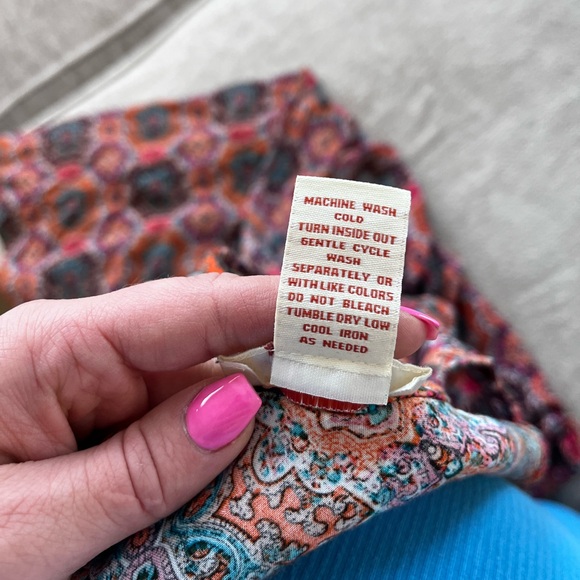 MACHINE WASH
COLD
TURN INSIDE OUT
GENTLE CYCLE
WASH
SEPARATELY OR
WITH LIKE COLORS
DO NOT BLEACH
TUMBLE DRY LOW
COOL IRON
AS NEEDED